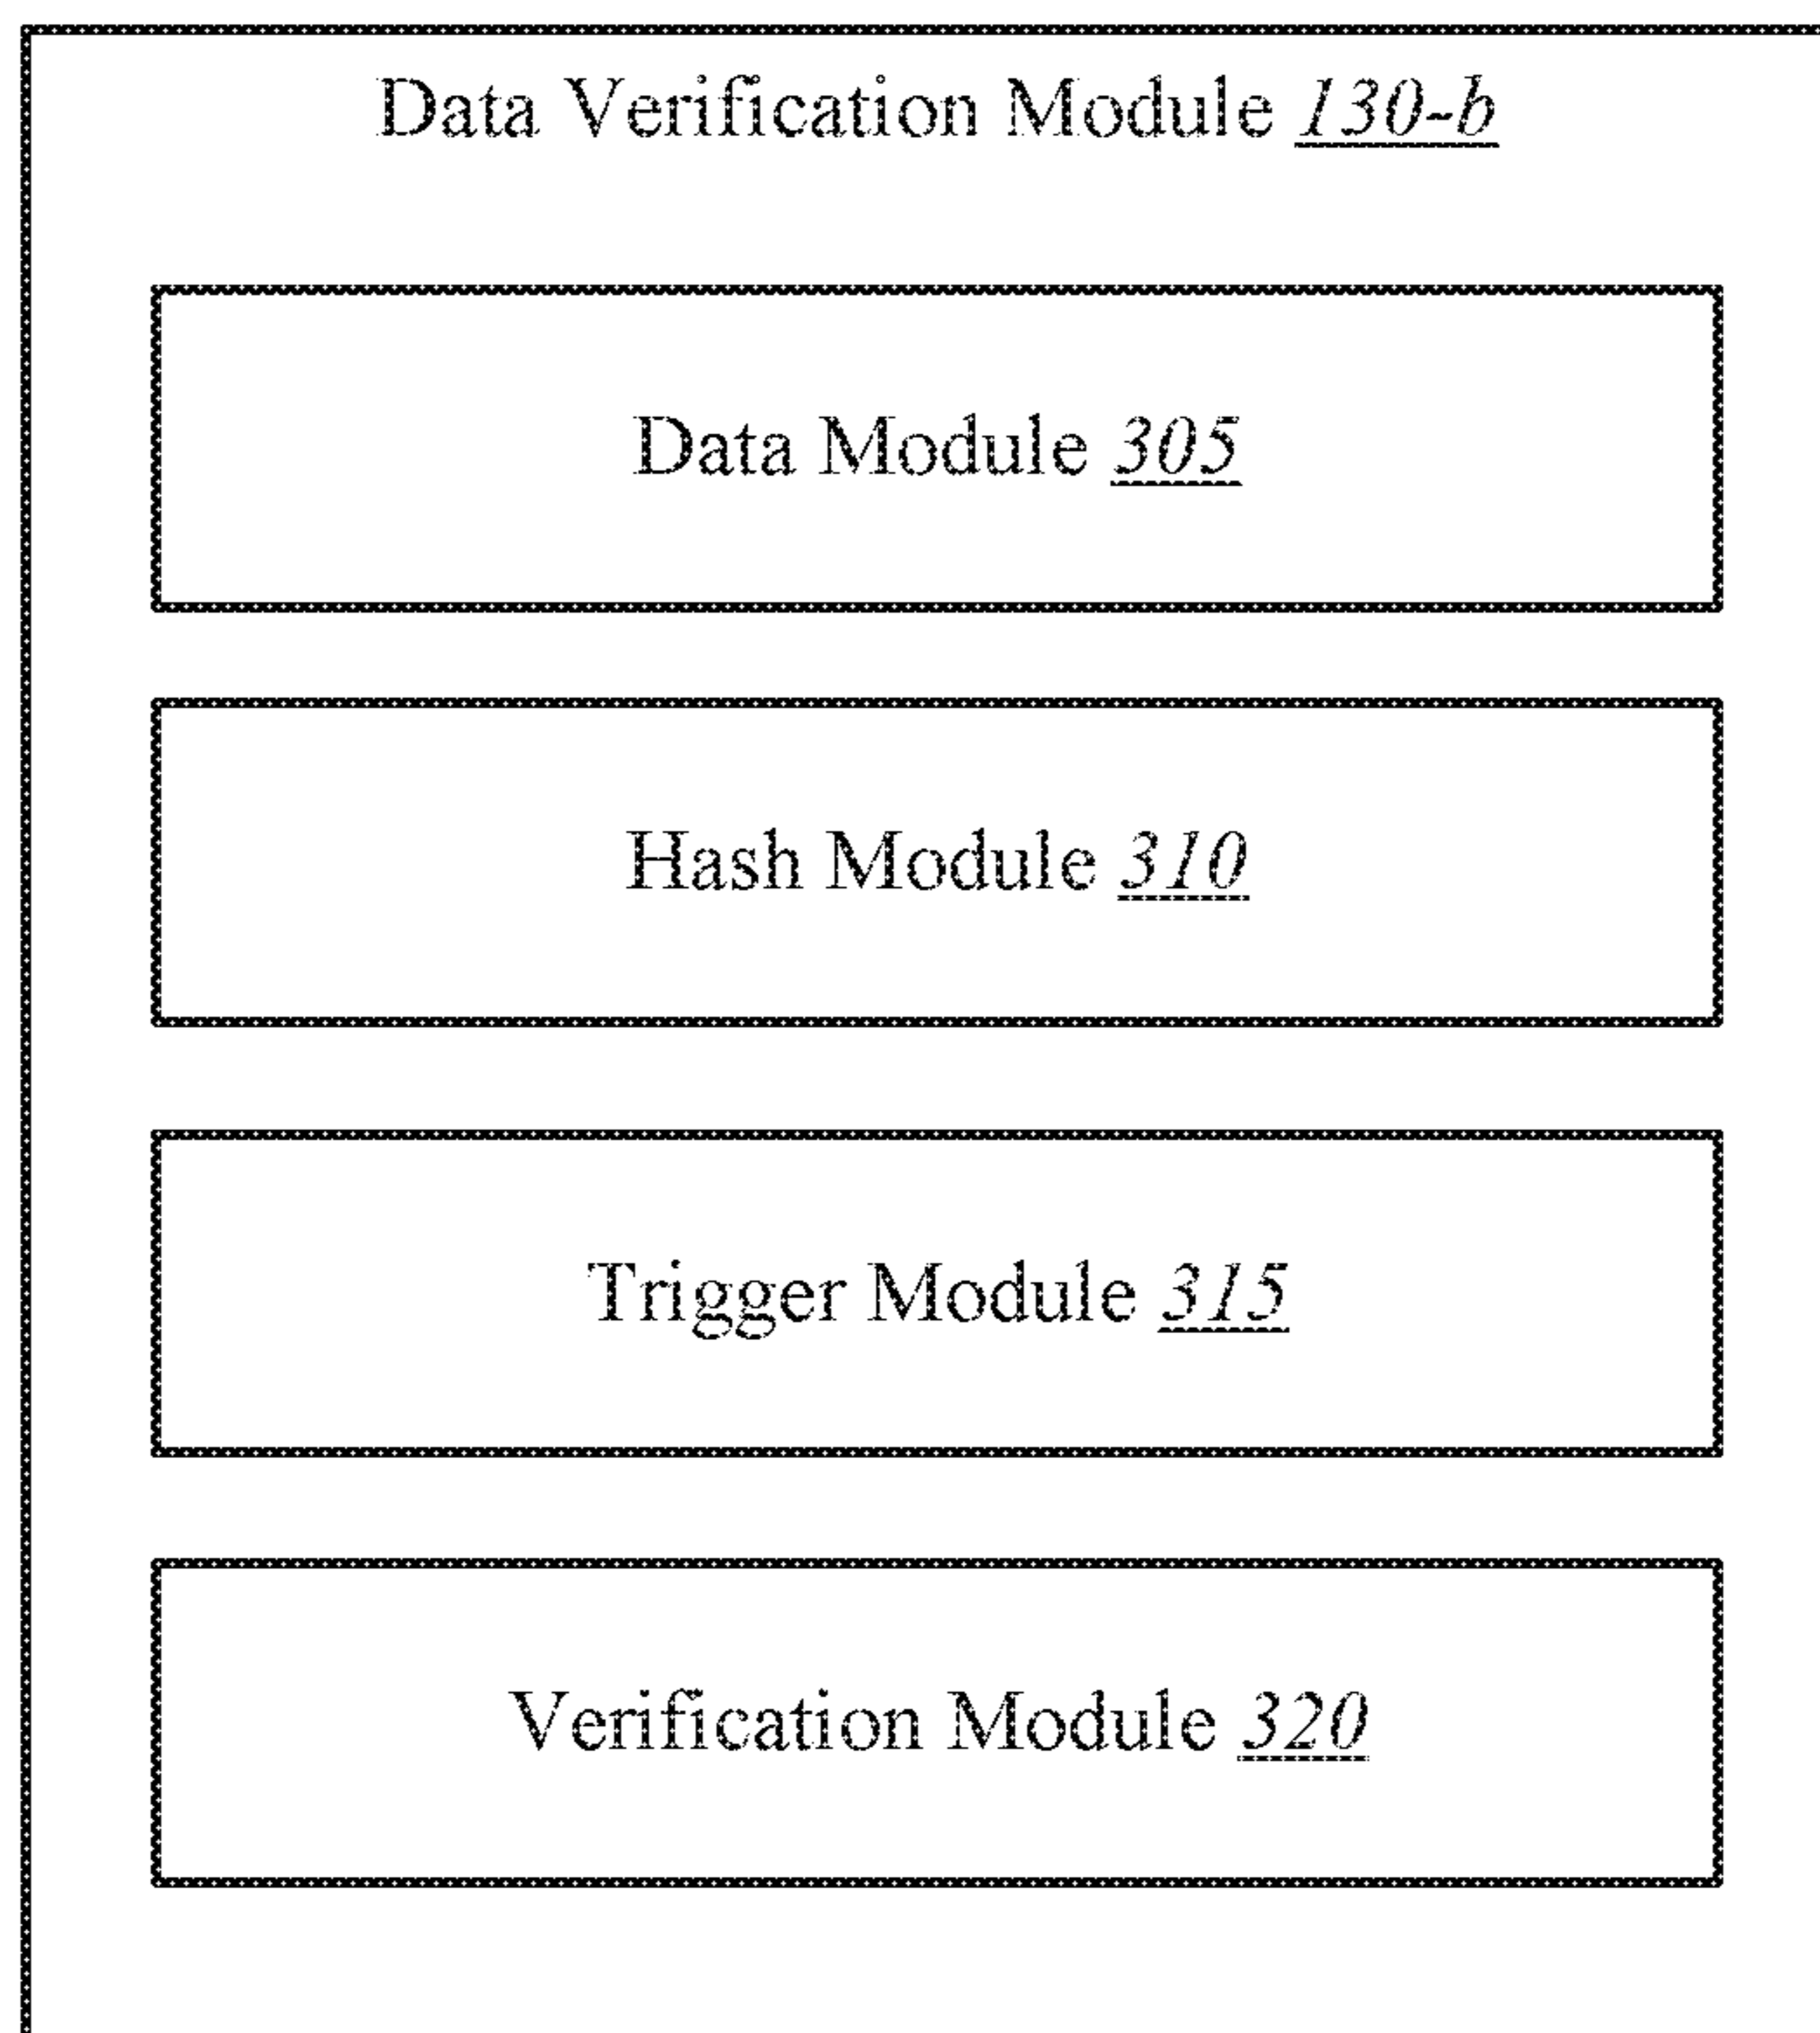 Data Verification Module 130-b
Data Module 305
Hash Module 310
Trigger Module 315
Verification Module 320